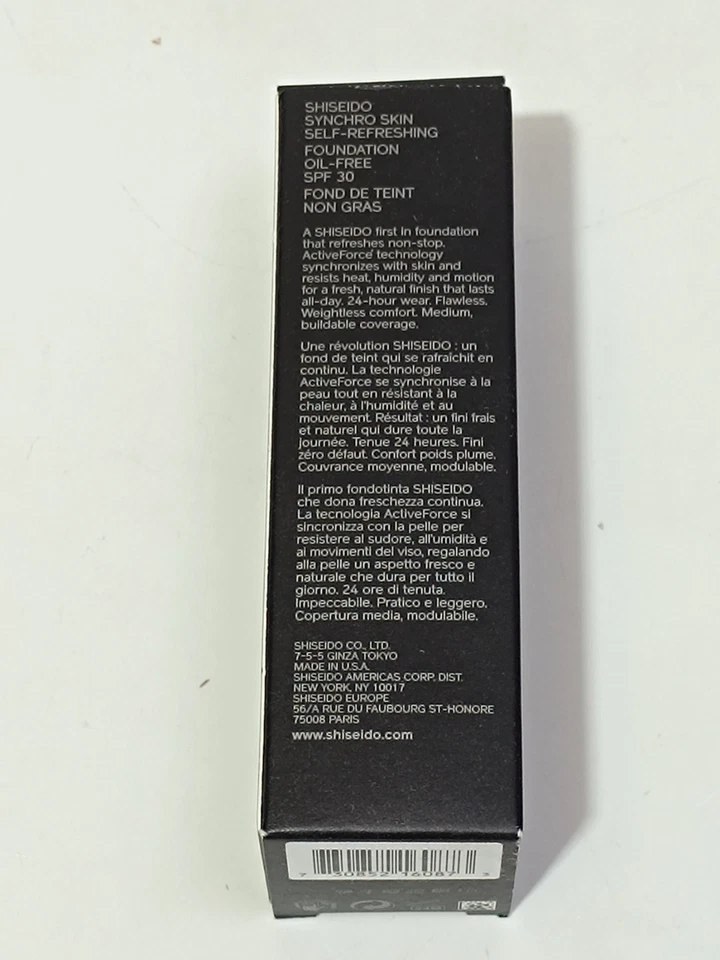 SHISEIDO
SYNCHRO SKIN
SELF-REFRESHING
FOUNDATION
OIL-FREE
SPF 30
FOND DE TEINT
NON GRAS
A SHISEIDO first in foundation
that refreshes non-stop.
ActiveForce™ technology
synchronizes with skin and
resists heat, humidity and motion
for a fresh, natural finish that lasts
all-day. 24-hour wear. Flawless.
Weightless comfort. Medium,
buildable coverage.
Une révolution SHISEIDO : un
fond de teint qui se rafraîchit en
continu. La technologie
ActiveForce se synchronise à la
peau tout en résistant à la
chaleur, à l'humidité et au
mouvement. Résultat : un fini frais
et naturel qui dure toute la
journée. Tenue 24 heures. Fini
zéro défaut. Confort poids plume.
Couvrance moyenne, modulable.
Il primo fondotinta SHISEIDO
che dona freschezza continua.
La tecnologia ActiveForce si
sincronizza con la pelle per
resistere al sudore, all'umidità e
ai movimenti del viso, regalando
alla pelle un aspetto fresco e
naturale che dura per tutto il
giorno. 24 ore di tenuta.
Impeccabile. Pratico e leggero.
Copertura media, modulabile.
SHISEIDO CO., LTD.
7-5-5 GINZA TOKYO
MADE IN U.S.A.
SHISEIDO AMERICAS CORP. DIST.
NEW YORK, NY 10017
SHISEIDO EUROPE
56/A RUE DU FAUBOURG ST-HONORE
75008 PARIS
www.shiseido.com
7 30852 16087 3